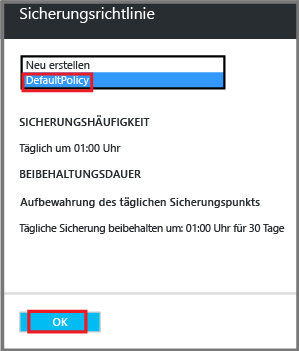 Sicherungsrichtlinie
Neu erstellen
DefaultPolicy
SICHERUNGSHÄUFIGKEIT
Täglich um 01:00 Uhr
BEIBEHALTUNGSDAUER
Aufbewahrung des täglichen Sicherungspunkts
Tägliche Sicherung beibehalten um: 01:00 Uhr für 30 Tage
OK